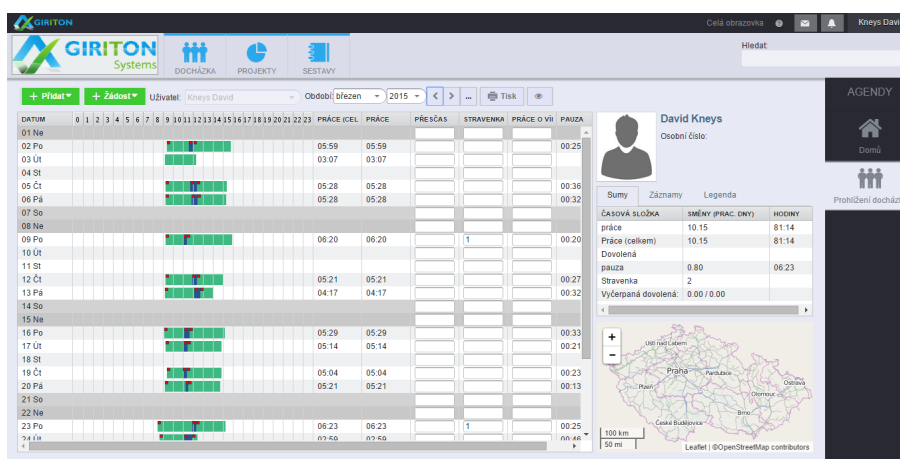 GIRITON
Celá obrazovka
Kneys Davi
GIRITON
Systems
DOCHÁZKA
PROJEKTY
SESTAVY
Hledat
+ Přidat
+ Žádost
Uživatel: Kneys David
Období: březen 2015 < > ... Tisk
DATUM 0 1 2 3 4 5 6 7 8 9 10 11 12 13 14 15 16 17 18 19 20 21 22 23 PRÁCE (CEL PRÁCE PŘESČAS STRAVENKA PRÁCE O VÍ PAUZA
01 Ne
02 Po 05:59 05:59 00:25
03 Út 03:07 03:07
04 St
05 Čt 05:28 05:28 00:36
06 Pá 05:28 05:28 00:32
07 So
08 Ne
09 Po 06:20 06:20 1 00:20
10 Út
11 St
12 Čt 05:21 05:21 00:27
13 Pá 04:17 04:17 00:32
14 So
15 Ne
16 Po 05:29 05:29 00:33
17 Út 05:14 05:14 00:21
18 St
19 Čt 05:04 05:04 00:23
20 Pá 05:21 05:21 00:13
21 So
22 Ne
23 Po 06:23 06:23 1 00:25
24 Út 02:59 02:59 00:46
David Kneys
Osobní číslo:
Sumy Záznamy Legenda
ČASOVÁ SLOŽKA SMĚNY (PRAC. DNY) HODINY
práce 10.15 81:14
Práce (celkem) 10.15 81:14
Dovolená
pauza 0.80 06:23
Stravenka 2
Vyčerpaná dovolená: 0.00 / 0.00
+
−
Ústí nad Labem
Praha
Pardubice
Plzeň
Ostrava
Olomouc
Brno
České Budějovice
100 km
50 mi
Leaflet | © OpenStreetMap contributors
AGENDY
Domů
Prohlížení docház